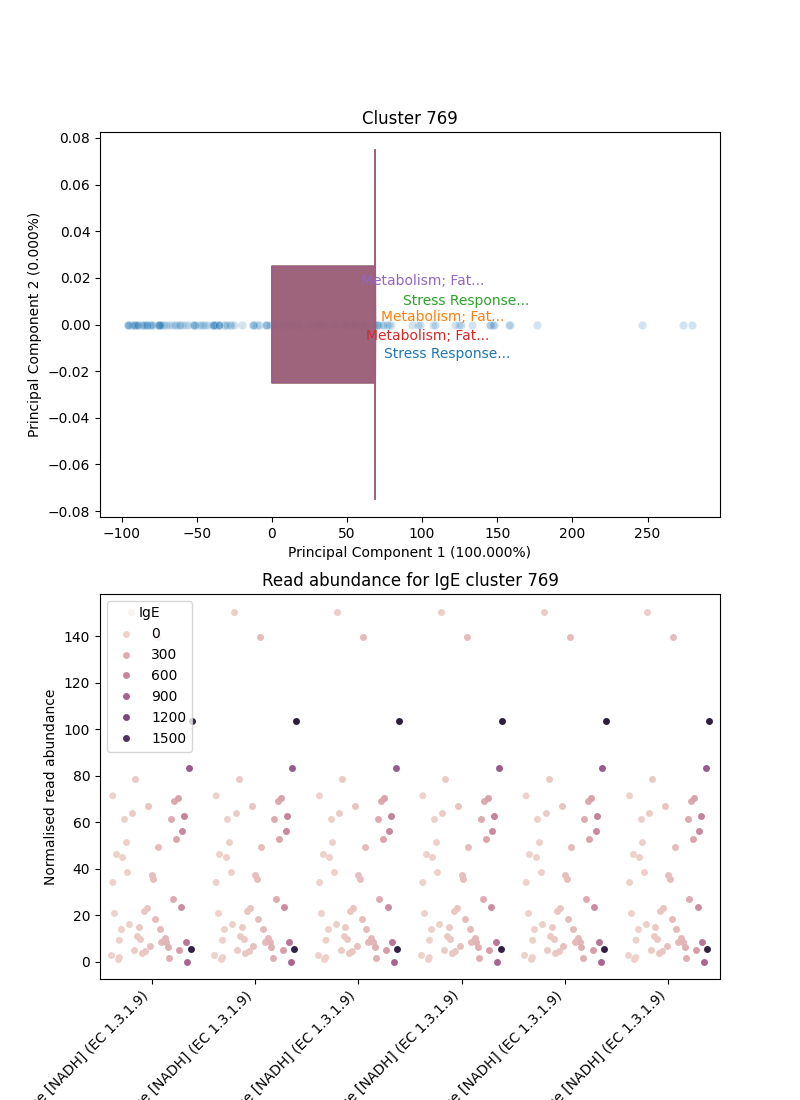 Cluster 769
0.08
0.06
0.04
0.02
0.00
−0.02
−0.04
−0.06
−0.08
Principal Component 2 (0.000%)
Metabolism; Fat...
Stress Response...
Metabolism; Fat...
Metabolism; Fat...
Stress Response...
−100
−50
0
50
100
150
200
250
Principal Component 1 (100.000%)
Read abundance for IgE cluster 769
Normalised read abundance
140
120
100
80
60
40
20
0
IgE
0
300
600
900
1200
1500
[NADH] (EC 1.3.1.9)
[NADH] (EC 1.3.1.9)
[NADH] (EC 1.3.1.9)
[NADH] (EC 1.3.1.9)
[NADH] (EC 1.3.1.9)
[NADH] (EC 1.3.1.9)